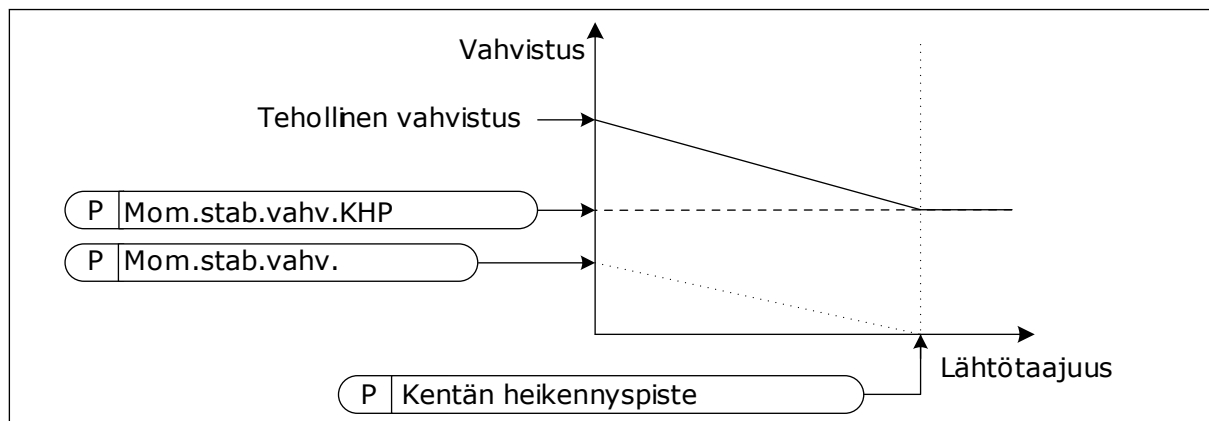 Vahvistus
Tehollinen vahvistus
P Mom.stab.vahv.KHP
P Mom.stab.vahv.
Lähtötaajuus
P Kentän heikennyspiste